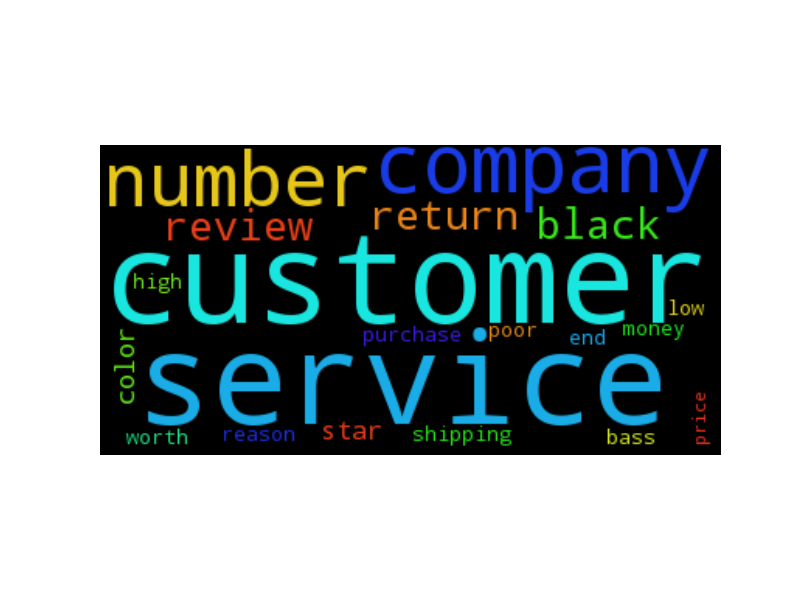 number company
review return black
customer
high
low
purchase poor end money
color
service
price
worth reason star shipping bass